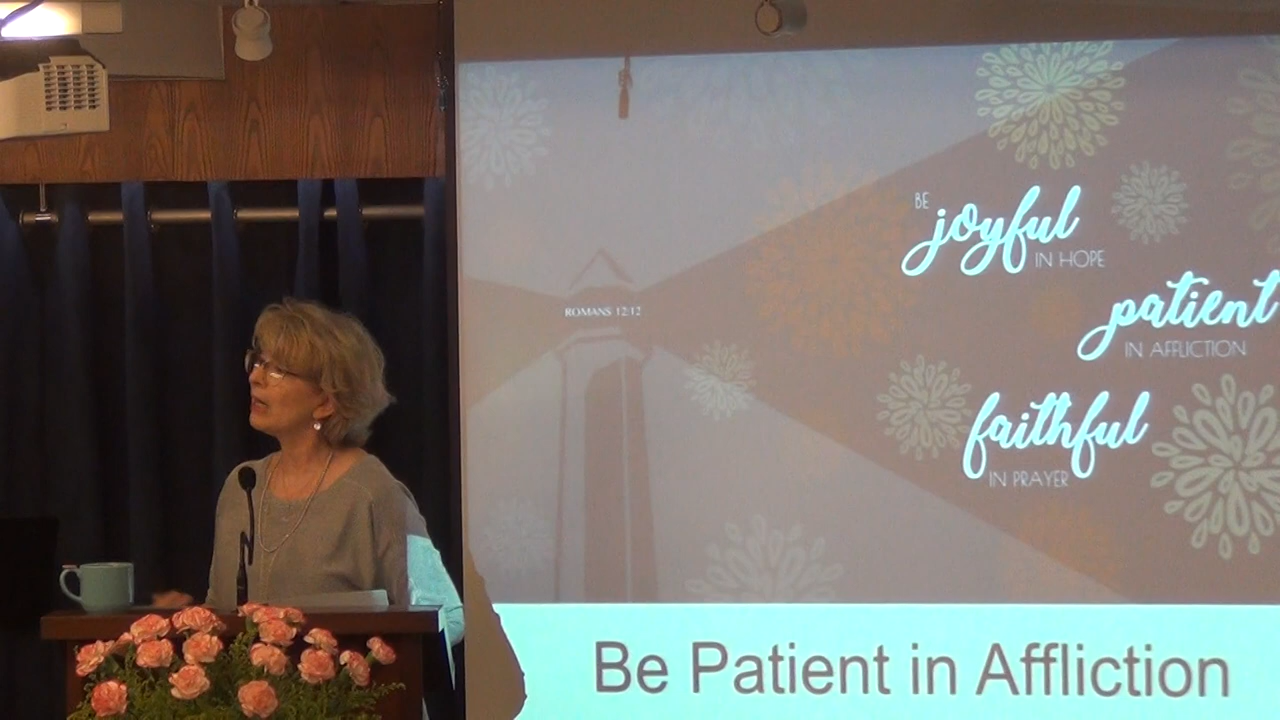 BE
joyful
IN HOPE
ROMANS 12:12
patient
IN AFFLICTION
faithful
IN PRAYER
Be Patient in Affliction